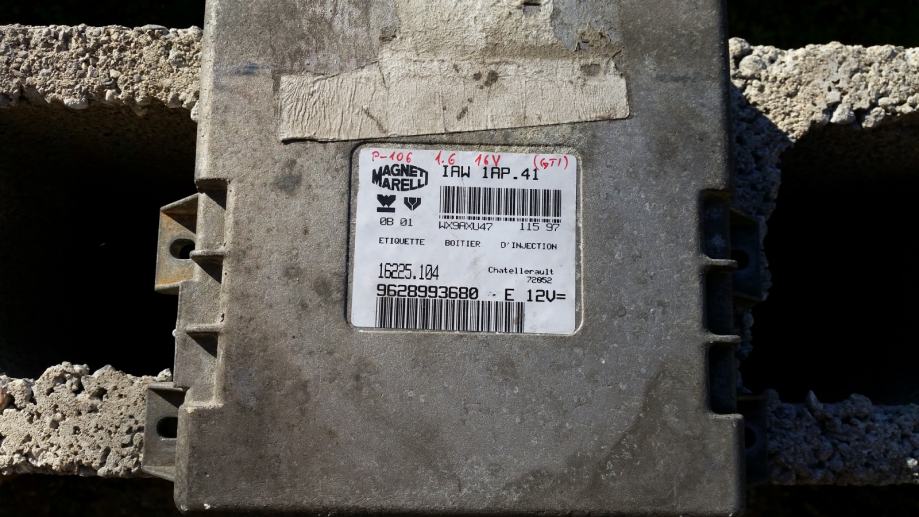 P-106 1.6 16V (GTI)
MAGNETI MARELLI
IAW 1AP.41
0B 01
WX9AXU47 115 97
ETIQUETTE BOITIER D'INJECTION
16225.104
Chatellerault
72052
9628993680 - E 12V=